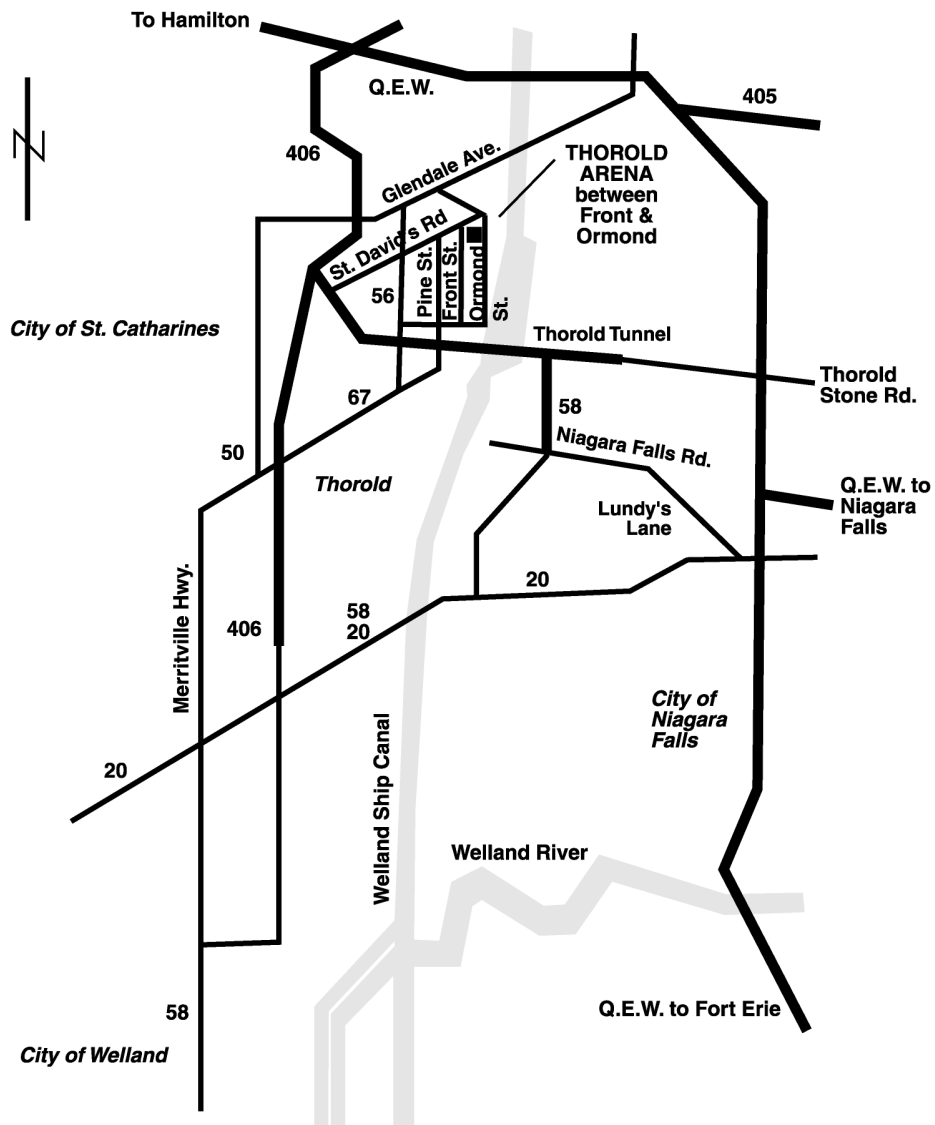 To Hamilton
Q.E.W.
405
406
Glendale Ave.
THOROLD
ARENA
between
Front &
Ormond
St. David's Rd
56
Pine St.
Front St.
Ormond
St.
City of St. Catharines
Thorold Tunnel
Thorold
Stone Rd.
67
58
Niagara Falls Rd.
50
Thorold
Q.E.W. to
Niagara
Falls
Lundy's
Lane
20
Merritville Hwy.
406
58
20
City of
Niagara
Falls
20
Welland Ship Canal
Welland River
58
Q.E.W. to Fort Erie
City of Welland
N